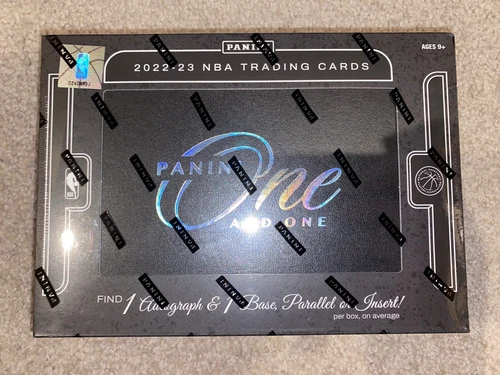 PANINI
AGES 9+
2022-23 NBA TRADING CARDS
PANINI
One
AND ONE
FIND 1 Autograph & 1 Base, Parallel or Insert!
per box, on average